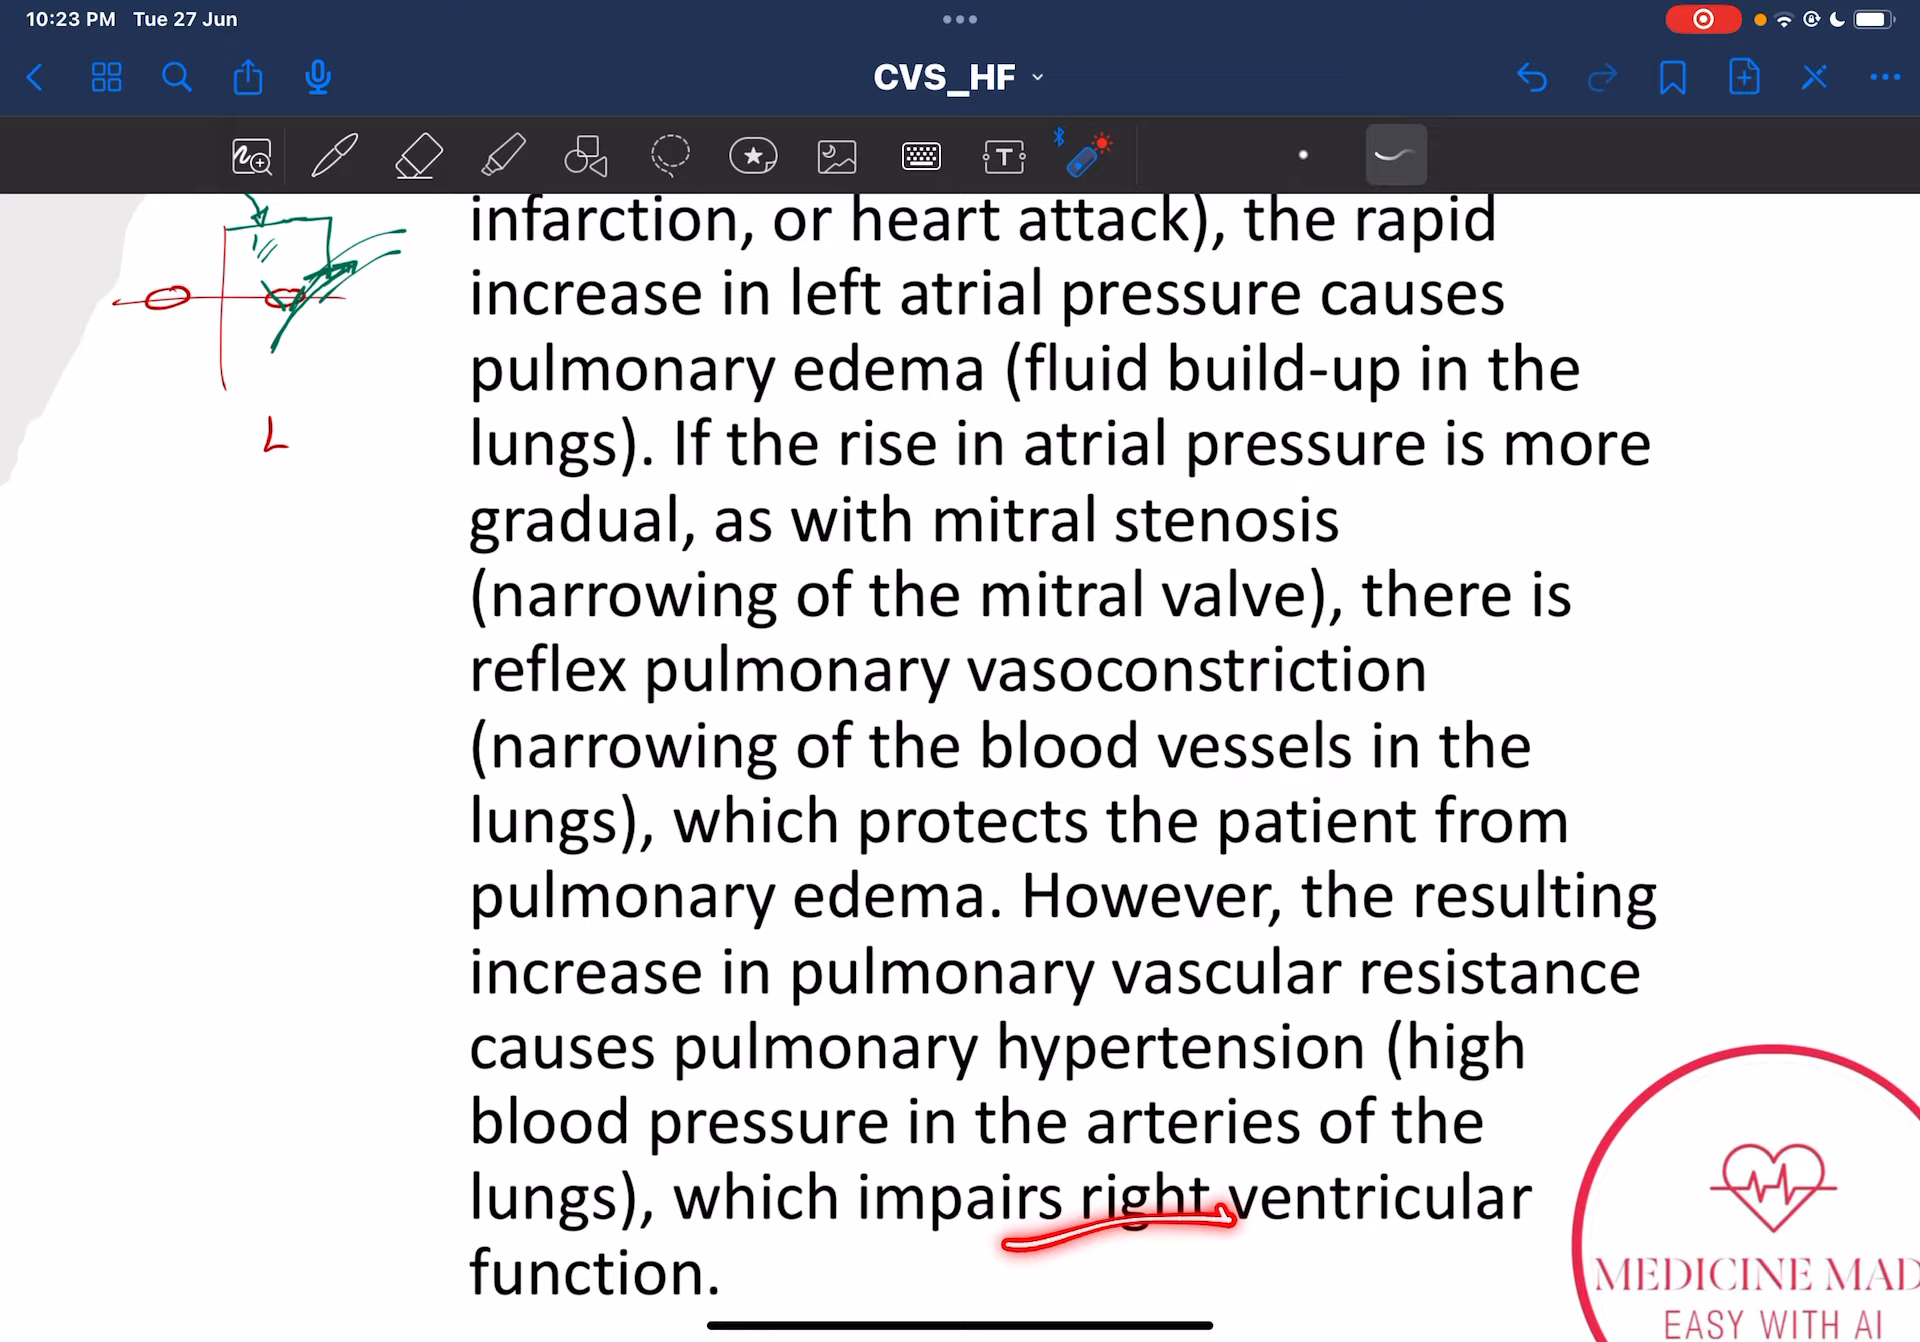 10:23 PM Tue 27 Jun
CVS_HF
T
infarction, or heart attack), the rapid
increase in left atrial pressure causes
pulmonary edema (fluid build-up in the
lungs). If the rise in atrial pressure is more
gradual, as with mitral stenosis
(narrowing of the mitral valve), there is
reflex pulmonary vasoconstriction
(narrowing of the blood vessels in the
lungs), which protects the patient from
pulmonary edema. However, the resulting
increase in pulmonary vascular resistance
causes pulmonary hypertension (high
blood pressure in the arteries of the
lungs), which impairs right ventricular
function.
L
MEDICINE MAD
EASY WITH AI